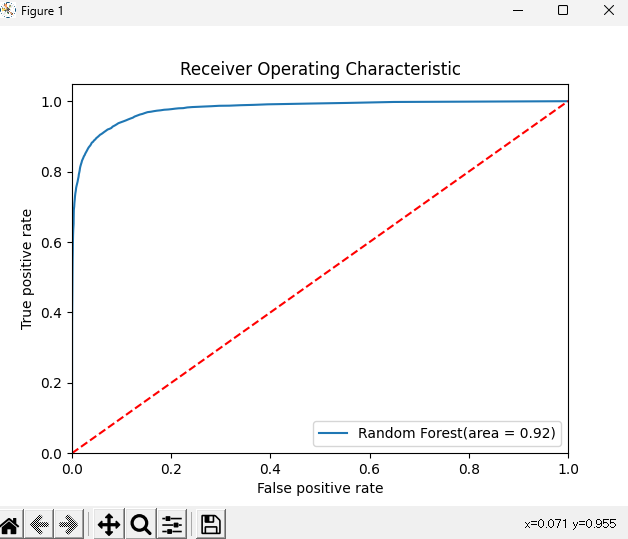 Figure 1
Receiver Operating Characteristic
1.0
0.8
0.6
0.4
0.2
0.0
True positive rate
Random Forest(area = 0.92)
0.0 0.2 0.4 0.6 0.8 1.0
False positive rate
x=0.071 y=0.955